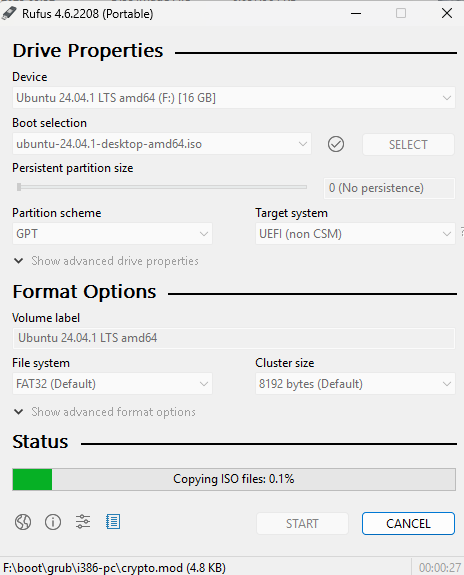 Rufus 4.6.2208 (Portable)
Drive Properties
Device
Ubuntu 24.04.1 LTS amd64 (F:) [16 GB]
Boot selection
ubuntu-24.04.1-desktop-amd64.iso
SELECT
Persistent partition size
0 (No persistence)
Partition scheme
Target system
GPT
UEFI (non CSM)
?
Show advanced drive properties
Format Options
Volume label
Ubuntu 24.04.1 LTS amd64
File system
Cluster size
FAT32 (Default)
8192 bytes (Default)
Show advanced format options
Status
Copying ISO files: 0.1%
START
CANCEL
F:\boot\grub\i386-pc\crypto.mod (4.8 KB)
00:00:27